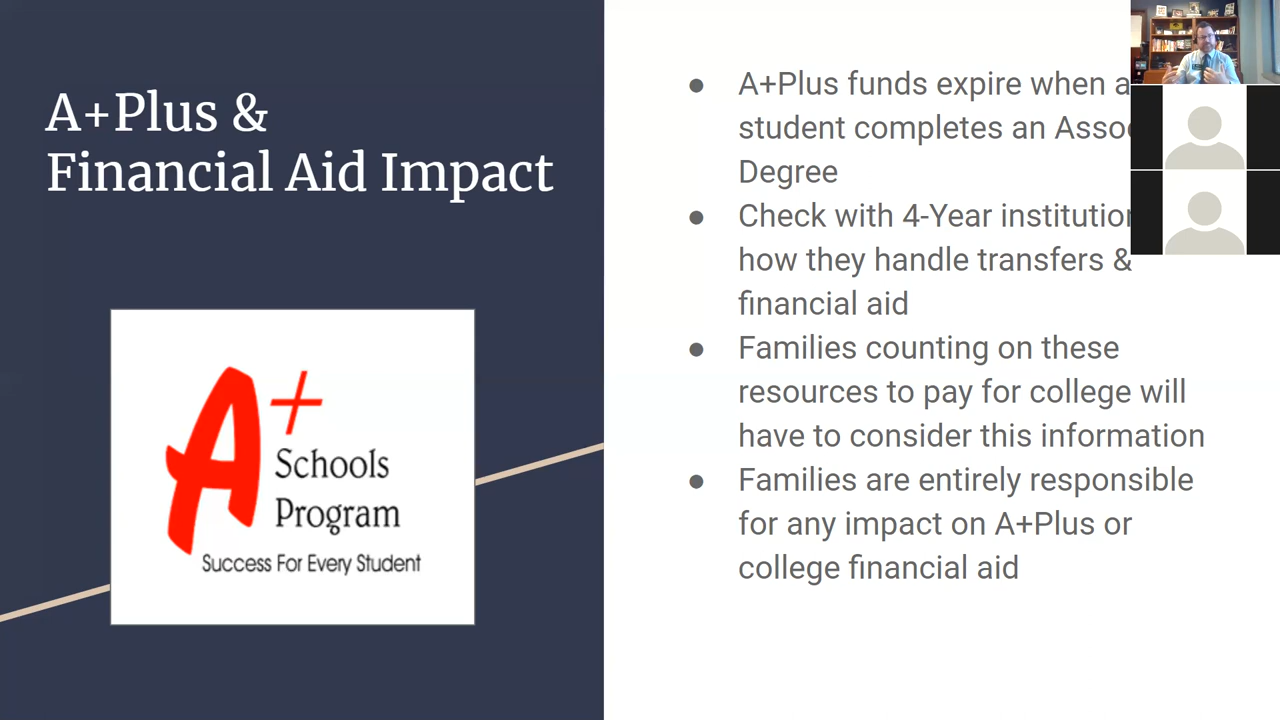 A+Plus &
Financial Aid Impact
A+
Schools
Program
Success For Every Student
● A+Plus funds expire when a
student completes an
Degree
● Check with 4-Year
how they handle transfers &
financial aid
● Families counting on these
resources to pay for college will
have to consider this information
● Families are entirely responsible
for any impact on A+Plus or
college financial aid